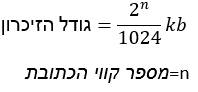 גודל הזיכרון = 2^n/1024 kb
n=מספר קווי הכתובת